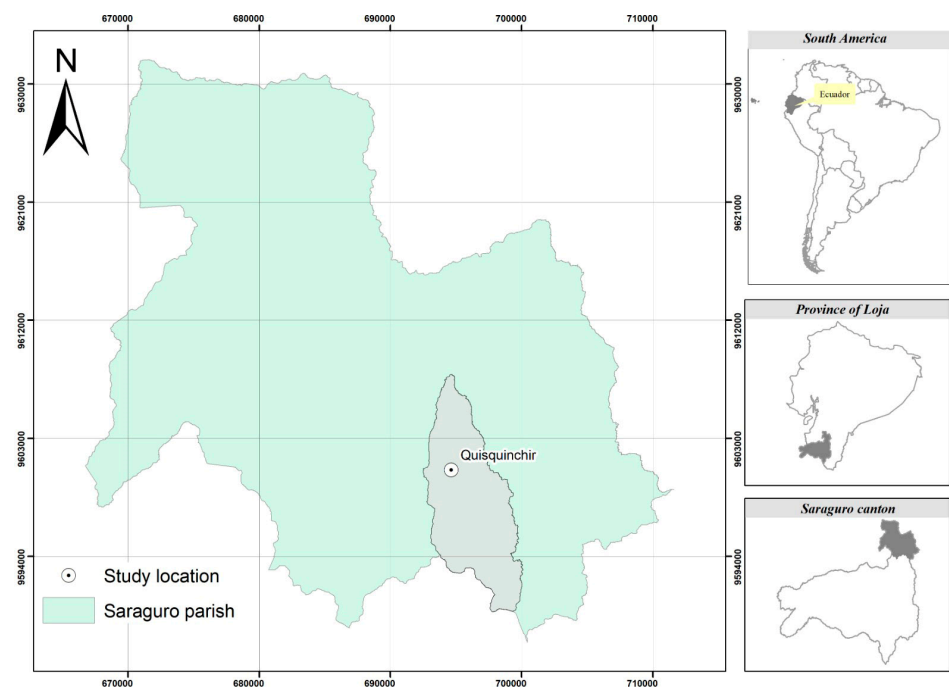 670000 680000 690000 700000 710000
N
9630000
9621000
9612000
9603000
9594000
Quisquinchir
Study location
Saraguro parish
670000 680000 690000 700000 710000
9630000
9621000
9612000
9603000
9594000
South America
Ecuador
Province of Loja
Saraguro canton